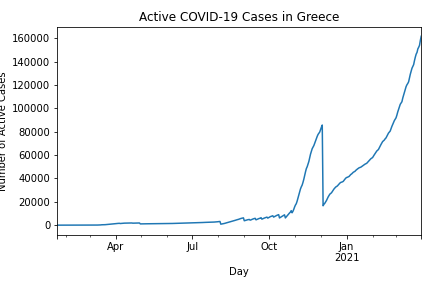 Active COVID-19 Cases in Greece
Number of Active Cases
160000
140000
120000
100000
80000
60000
40000
20000
0
Apr Jul Oct Jan
2021
Day